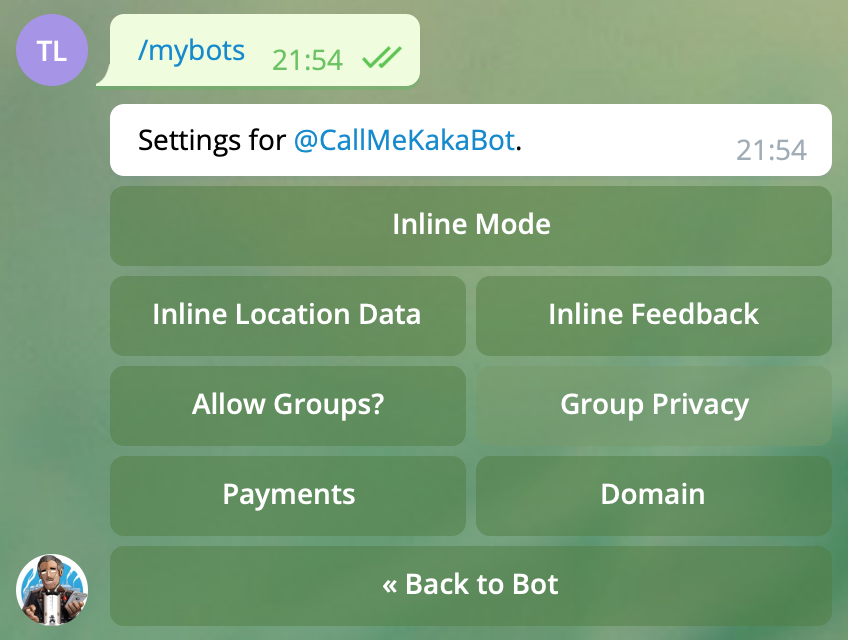 TL
/mybots 21:54
Settings for @CallMeKakaBot. 21:54
Inline Mode
Inline Location Data
Inline Feedback
Allow Groups?
Group Privacy
Payments
Domain
« Back to Bot